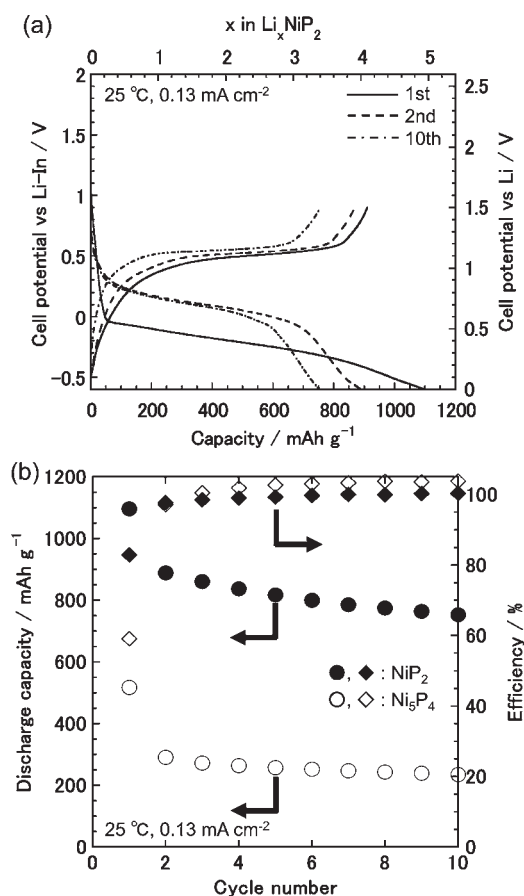 (a)
x in LiₓNiP₂
0 1 2 3 4 5
25 °C, 0.13 mA cm⁻²
1st
2nd
10th
Cell potential vs Li-In / V
2
1.5
1
0.5
0
-0.5
Cell potential vs Li / V
2.5
2
1.5
1
0.5
0
0 200 400 600 800 1000 1200
Capacity / mAh g⁻¹
(b)
Discharge capacity / mAh g⁻¹
1200
1000
800
600
400
200
0
Efficiency / %
100
80
60
40
20
0
●, ◆ : NiP₂
○, ◇ : Ni₅P₄
25 °C, 0.13 mA cm⁻²
0 2 4 6 8 10
Cycle number